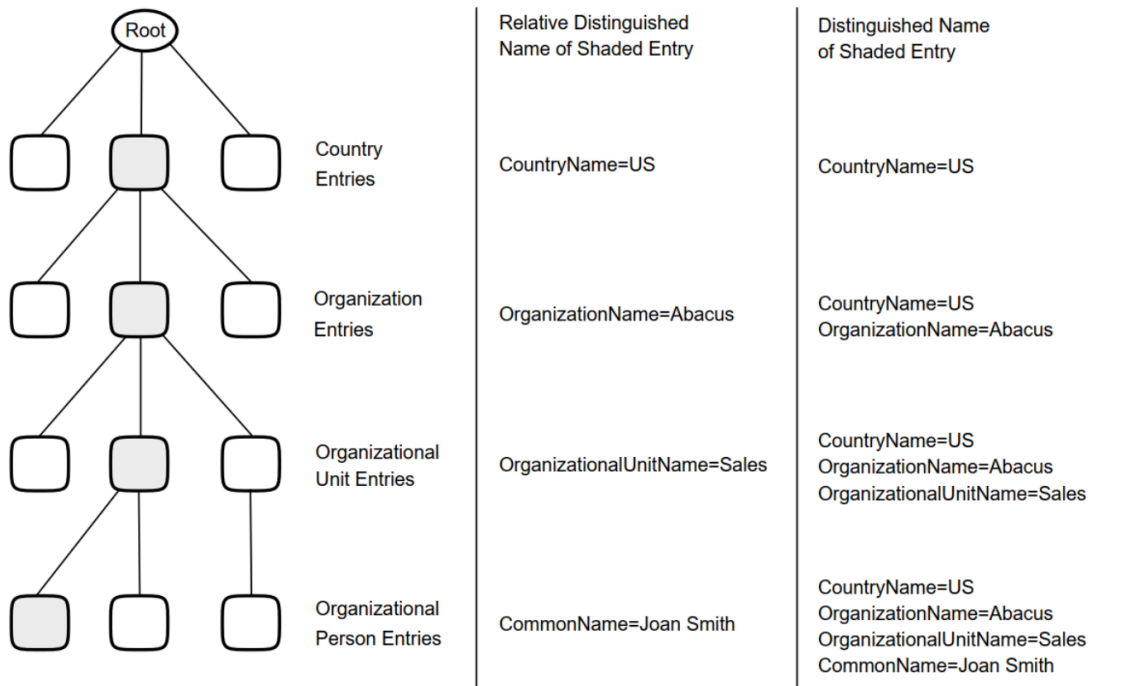 Root
Relative Distinguished
Name of Shaded Entry
Distinguished Name
of Shaded Entry
Country
Entries
CountryName=US
CountryName=US
Organization
Entries
OrganizationName=Abacus
CountryName=US
OrganizationName=Abacus
Organizational
Unit Entries
OrganizationalUnitName=Sales
CountryName=US
OrganizationName=Abacus
OrganizationalUnitName=Sales
Organizational
Person Entries
CommonName=Joan Smith
CountryName=US
OrganizationName=Abacus
OrganizationalUnitName=Sales
CommonName=Joan Smith